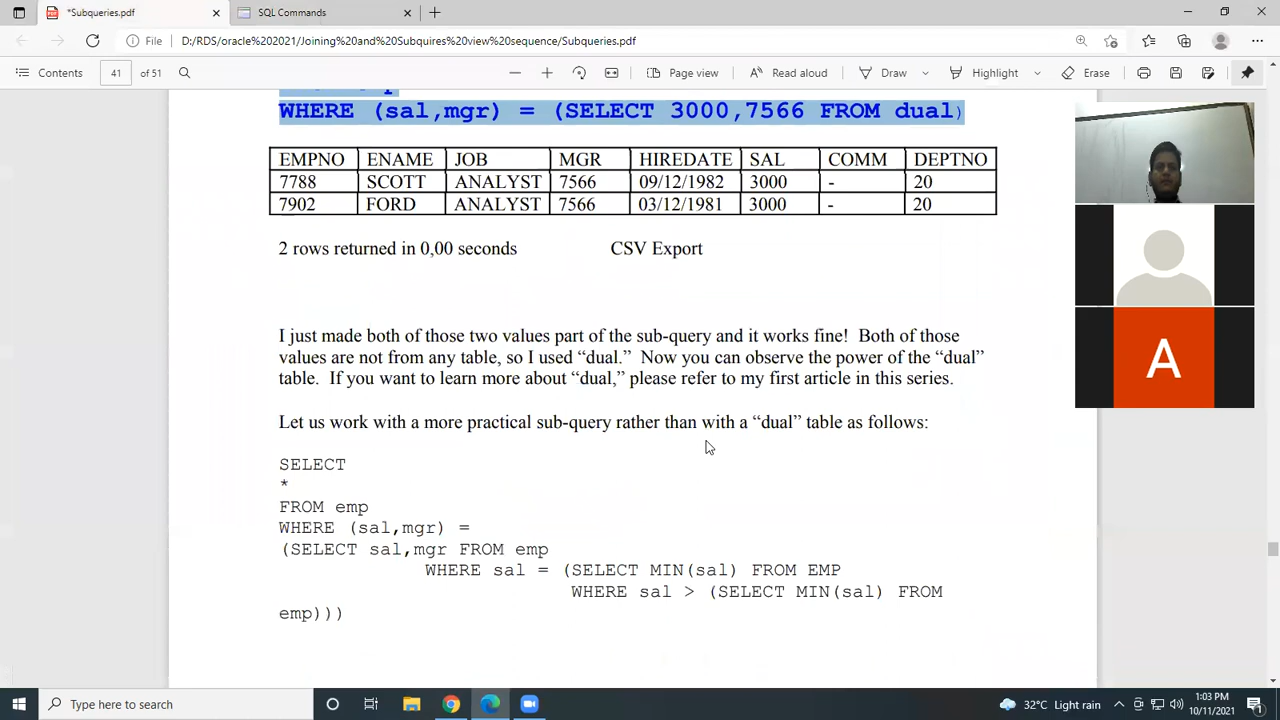 *Subqueries.pdf
SQL Commands
File
D:/RDS/oracle%202021/Joining%20and%20Subquires%20view%20sequence/Subqueries.pdf
Contents
41
of 51
Page view
Read aloud
Draw
Highlight
Erase
WHERE (sal,mgr) = (SELECT 3000,7566 FROM dual)
EMPNO ENAME JOB MGR HIREDATE SAL COMM DEPTNO
7788 SCOTT ANALYST 7566 09/12/1982 3000 - 20
7902 FORD ANALYST 7566 03/12/1981 3000 - 20
2 rows returned in 0,00 seconds CSV Export
I just made both of those two values part of the sub-query and it works fine! Both of those
values are not from any table, so I used “dual.” Now you can observe the power of the “dual”
table. If you want to learn more about “dual,” please refer to my first article in this series.
Let us work with a more practical sub-query rather than with a “dual” table as follows:
SELECT
*
FROM emp
WHERE (sal,mgr) =
(SELECT sal,mgr FROM emp
WHERE sal = (SELECT MIN(sal) FROM EMP
WHERE sal > (SELECT MIN(sal) FROM
emp)))
A
Type here to search
32°C Light rain
1:03 PM
10/11/2021